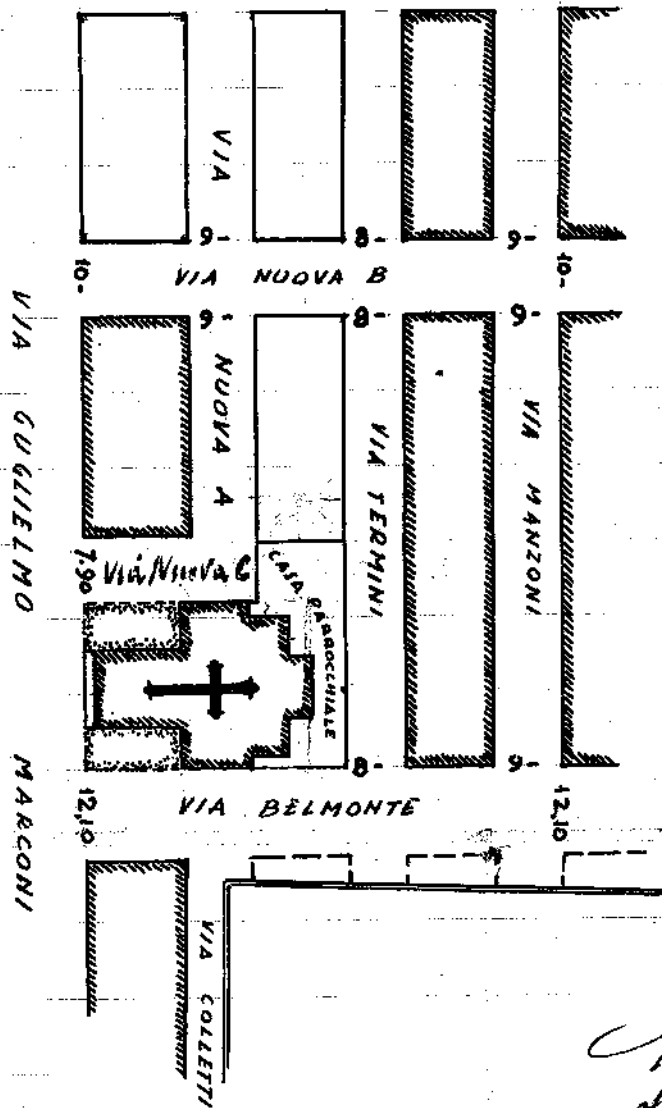 VIA
9-
8-
9-
10-
10-
VIA NUOVA B
9-
8-
9-
NUOVA A
VIA GUGLIELMO MARCONI
VIA TERMINI
VIA MANZONI
7.90
Via Nuova C
CASA PARROCCHIALE
8-
9-
12,10
VIA BELMONTE
12,10
VIA COLLETTI